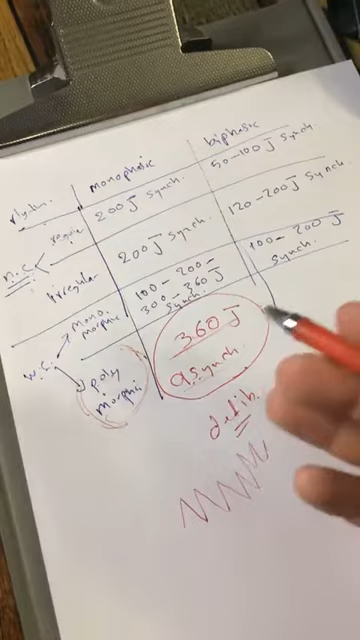 rhythm. monophasic biphasic
n.c regular 200 J synch. 50-100 J synch.
irregular 200 J synch. 120-200 J synch.
w.c. mono. morphic 100-200-
300-360 J
synch. 100-200 J
synch.
poly
morphic 360 J
asynch.
defib.